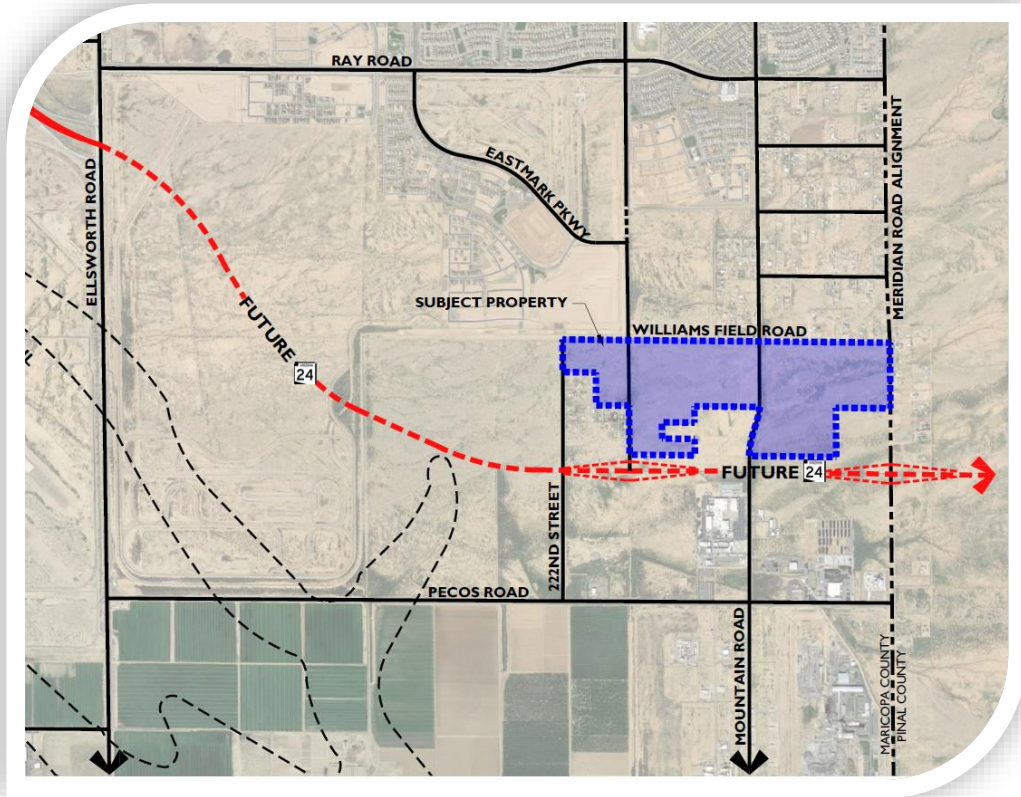 RAY ROAD
EASTMARK PKWY
ELLSWORTH ROAD
MERIDIAN ROAD ALIGNMENT
SUBJECT PROPERTY
WILLIAMS FIELD ROAD
FUTURE
24
FUTURE
24
222ND STREET
PECOS ROAD
MOUNTAIN ROAD
MARICOPA COUNTY
PINAL COUNTY